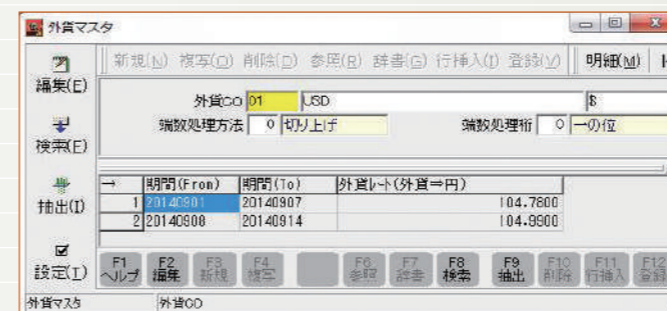 外貨マスタ
新規(N) 複写(O) 削除(D) 参照(R) 辞書(G) 行挿入(I) 登録(V) 明細(M)
編集(E)
検索(E)
抽出(I)
設定(I)
外貨CO 01 USD $
端数処理方法 0 切り上げ 端数処理桁 0 一の位
→ 期間(From) 期間(To) 外貨レート(外貨⇒円)
1 20140901 20140907 104.7800
2 20140908 20140914 104.9900
F1 F2 F3 F4 F6 F7 F8 F9 F10 F11 F12
ヘルプ 編集 新規 複写 参照 辞書 検索 抽出 削除 行挿入 登録
外貨マスタ 外貨CO